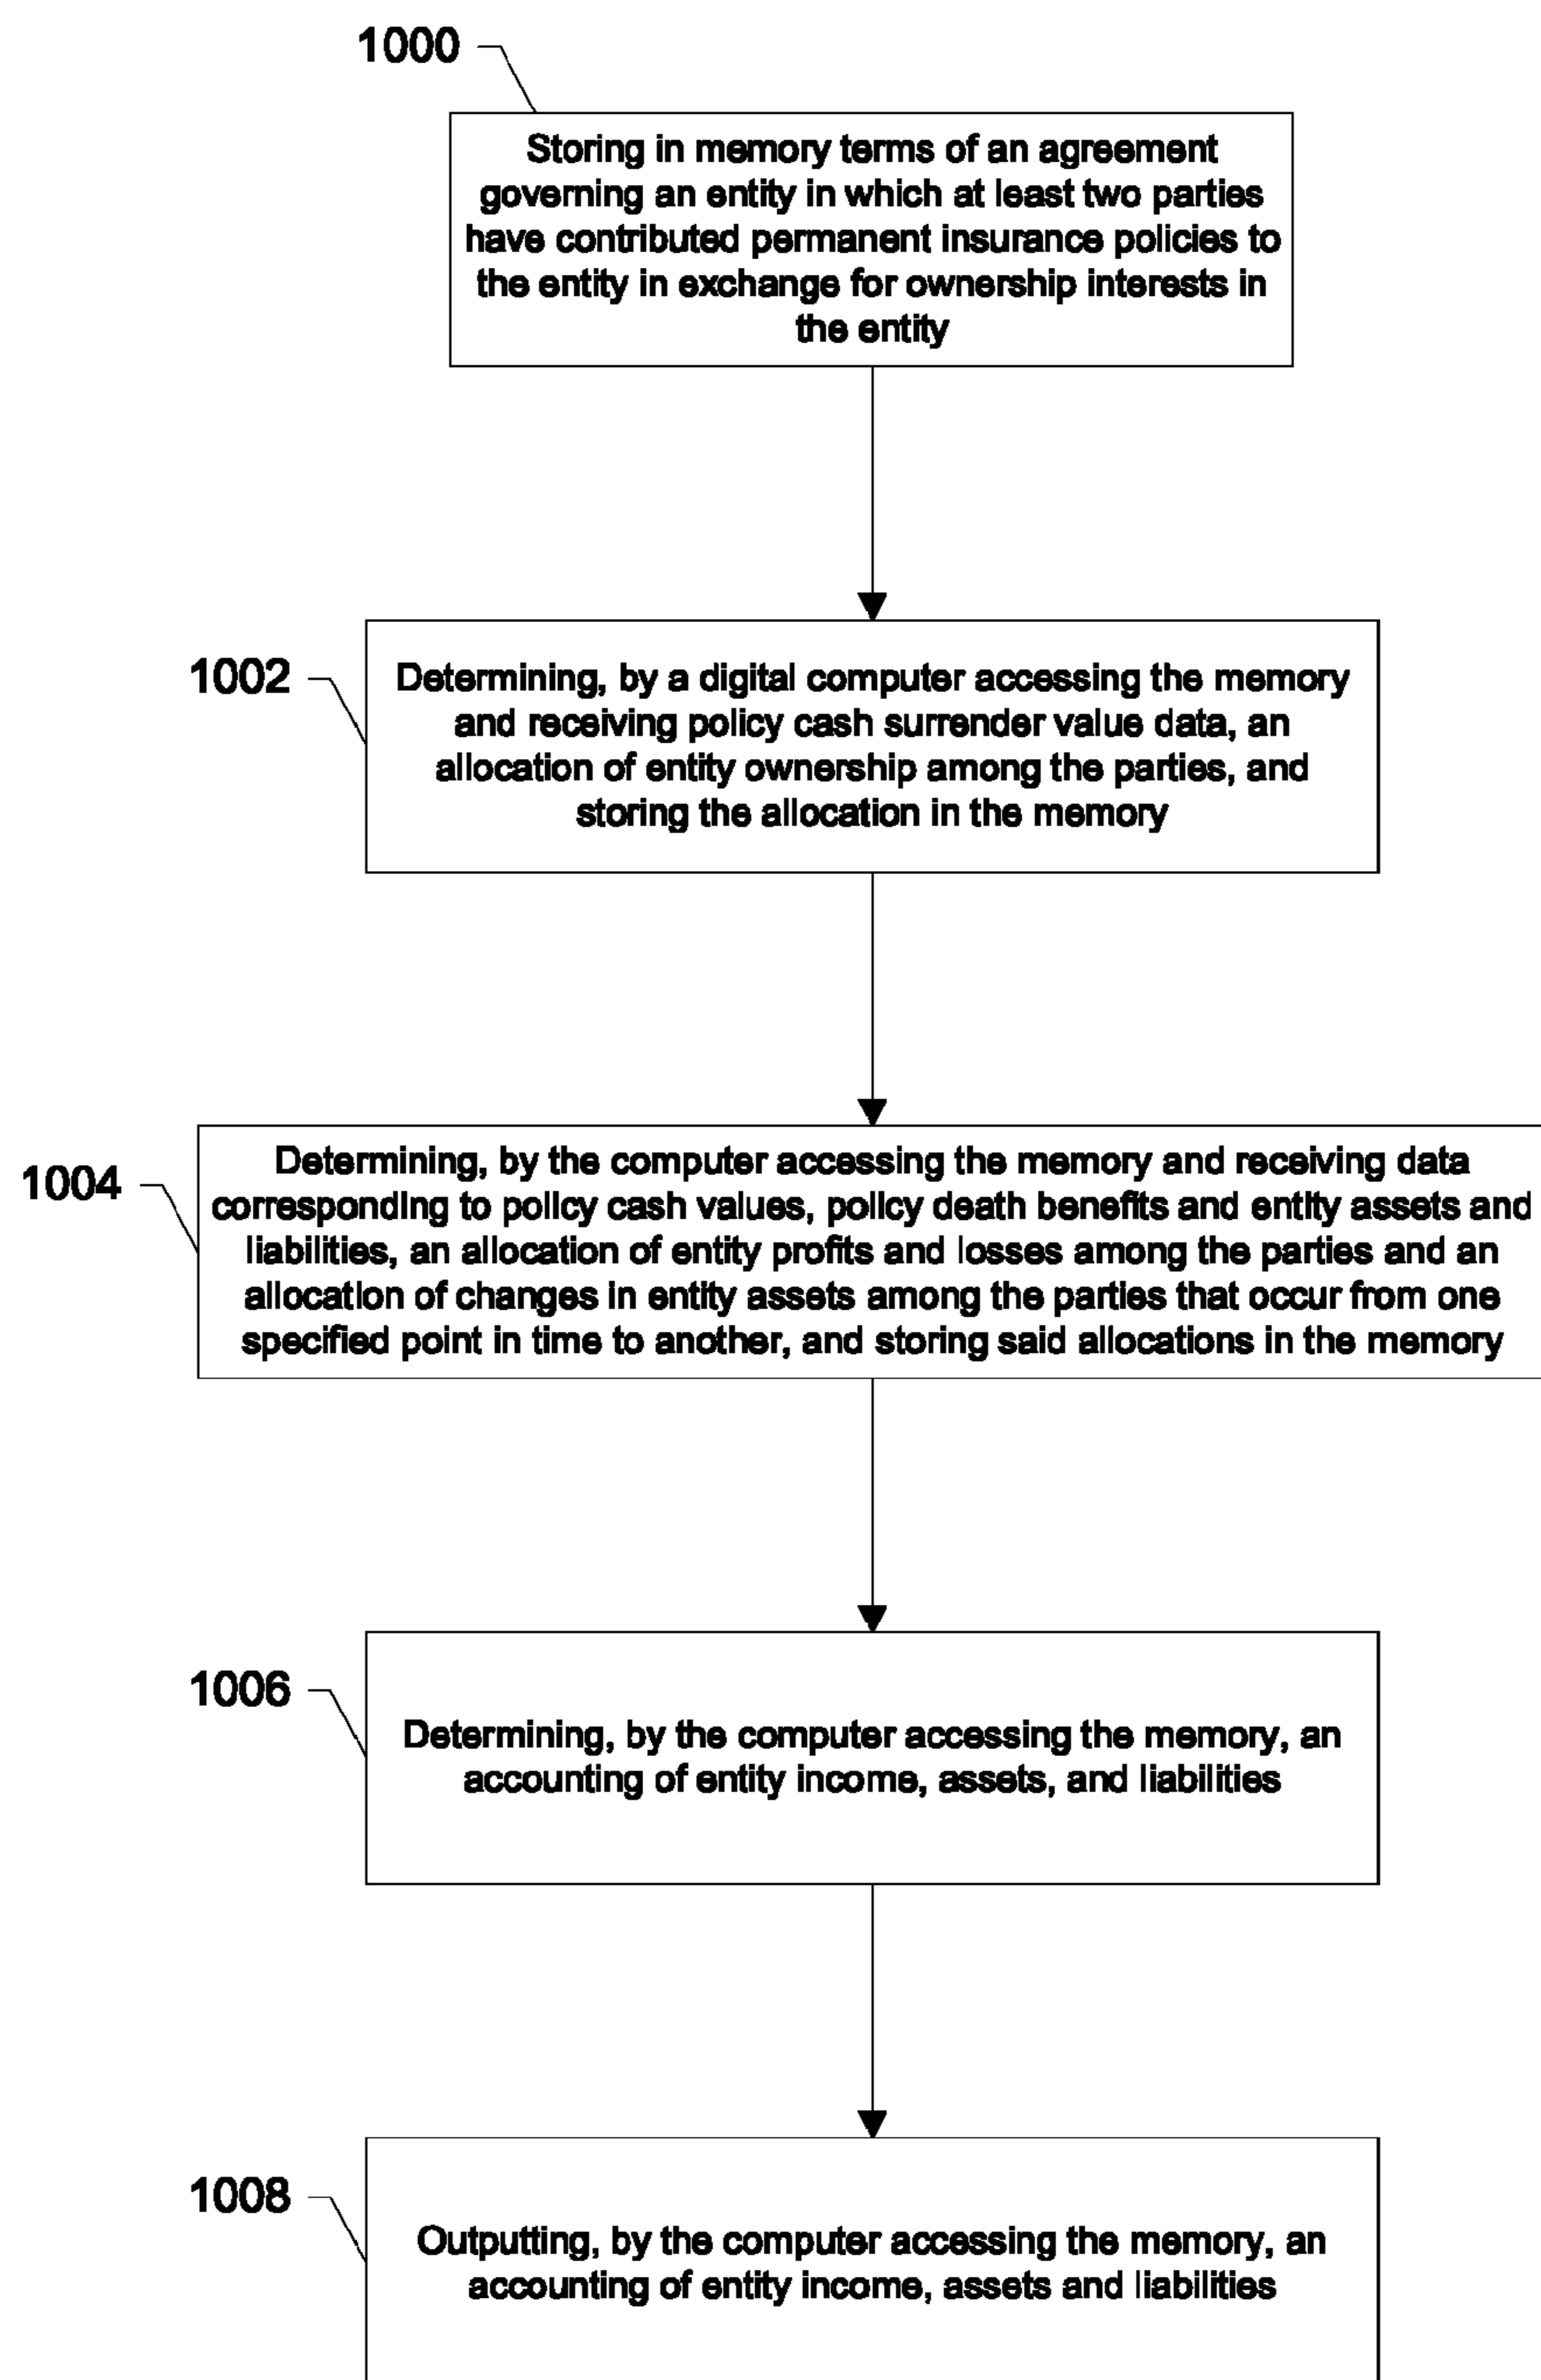 1000
Storing in memory terms of an agreement
governing an entity in which at least two parties
have contributed permanent insurance policies to
the entity in exchange for ownership interests in
the entity
1002
Determining, by a digital computer accessing the memory
and receiving policy cash surrender value data, an
allocation of entity ownership among the parties, and
storing the allocation in the memory
1004
Determining, by the computer accessing the memory and receiving data
corresponding to policy cash values, policy death benefits and entity assets and
liabilities, an allocation of entity profits and losses among the parties and an
allocation of changes in entity assets among the parties that occur from one
specified point in time to another, and storing said allocations in the memory
1006
Determining, by the computer accessing the memory, an
accounting of entity income, assets, and liabilities
1008
Outputting, by the computer accessing the memory, an
accounting of entity income, assets and liabilities